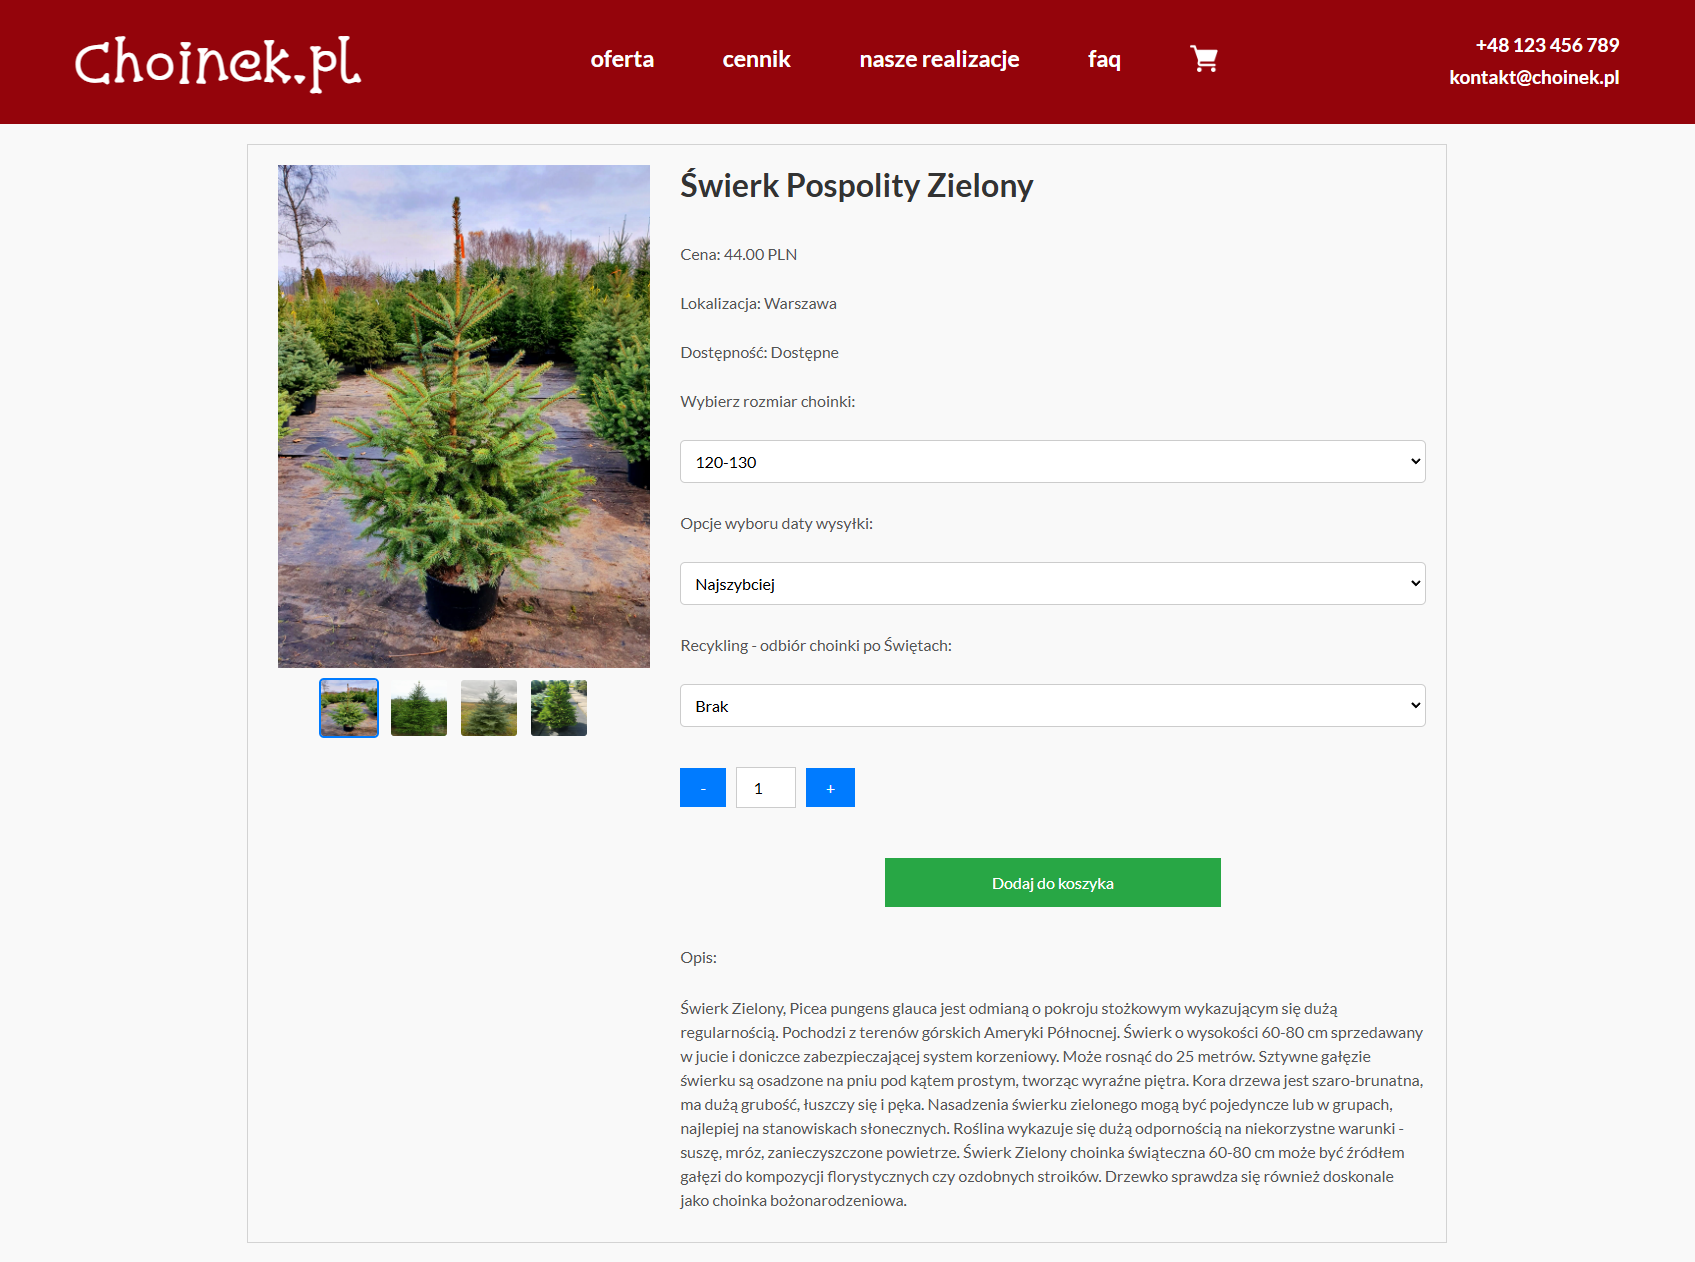 Choinek.pl
oferta
cennik
nasze realizacje
faq
+48 123 456 789
kontakt@choinek.pl
Świerk Pospolity Zielony
Cena: 44.00 PLN
Lokalizacja: Warszawa
Dostępność: Dostępne
Wybierz rozmiar choinki:
120-130
Opcje wyboru daty wysyłki:
Najszybciej
Recykling - odbiór choinki po Świętach:
Brak
- 1 +
Dodaj do koszyka
Opis:
Świerk Zielony, Picea pungens glauca jest odmianą o pokroju stożkowym wykazującym się dużą
regularnością. Pochodzi z terenów górskich Ameryki Północnej. Świerk o wysokości 60-80 cm sprzedawany
w jucie i doniczce zabezpieczającej system korzeniowy. Może rosnąć do 25 metrów. Sztywne gałęzie
świerku są osadzone na pniu pod kątem prostym, tworząc wyraźne piętra. Kora drzewa jest szaro-brunatna,
ma dużą grubość, łuszczy się i pęka. Nasadzenia świerku zielonego mogą być pojedyncze lub w grupach,
najlepiej na stanowiskach słonecznych. Roślina wykazuje się dużą odpornością na niekorzystne warunki -
suszę, mróz, zanieczyszczone powietrze. Świerk Zielony choinka świąteczna 60-80 cm może być źródłem
gałęzi do kompozycji florystycznych czy ozdobnych stroików. Drzewko sprawdza się również doskonale
jako choinka bożonarodzeniowa.